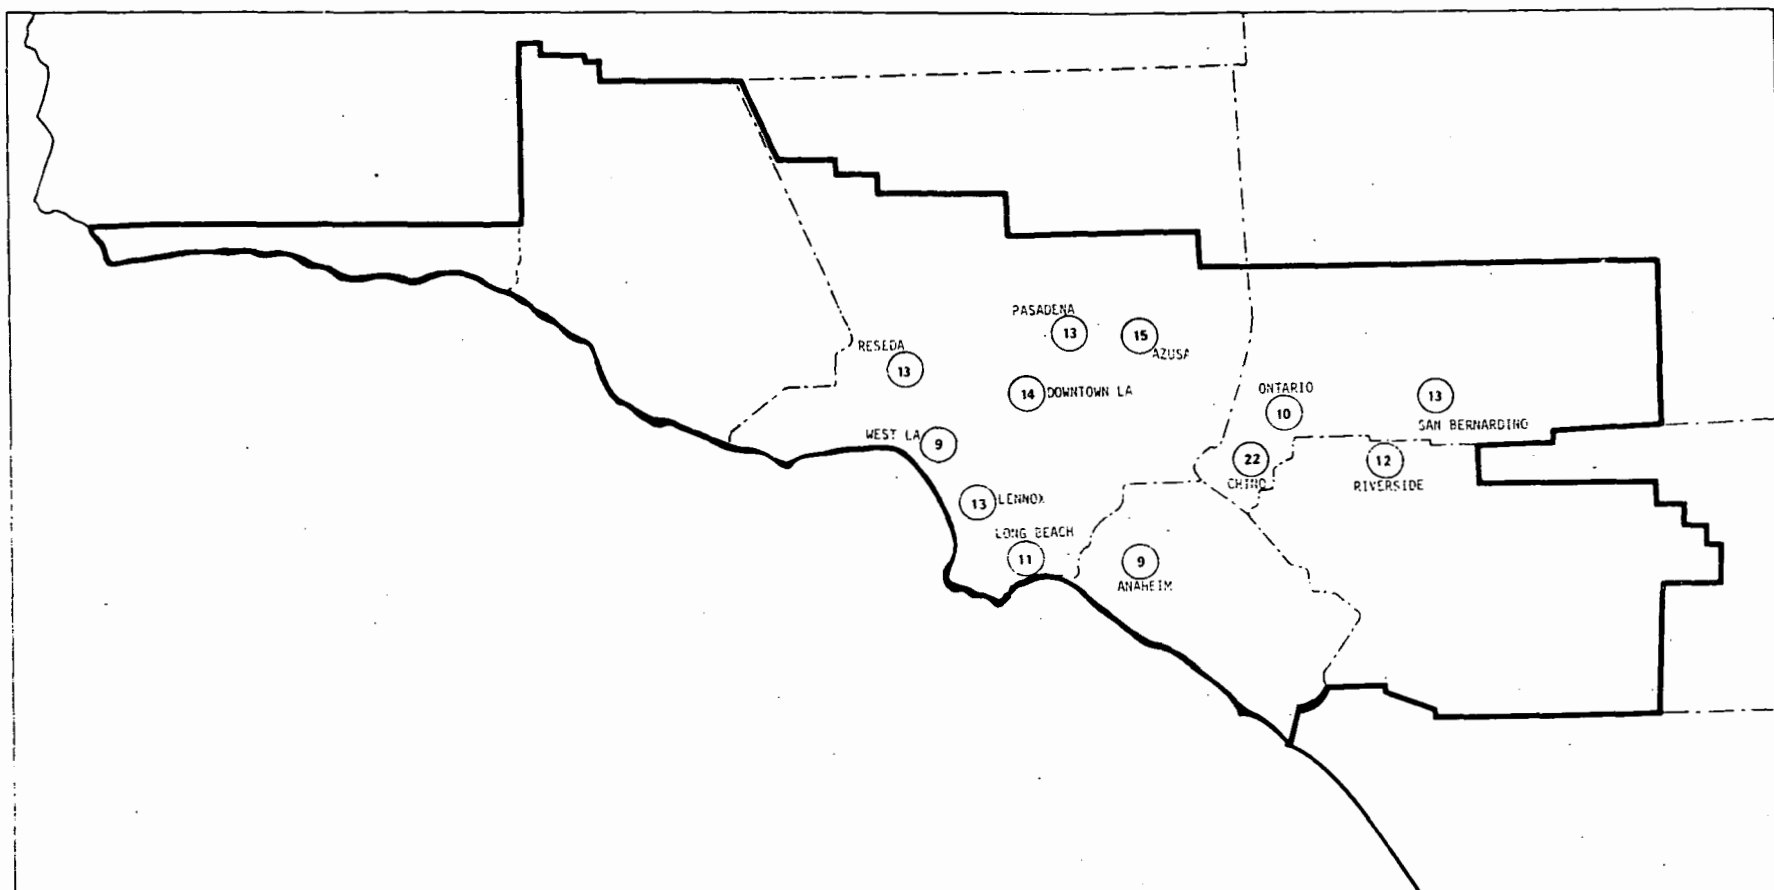 PASADENA
13
15
AZUSA
RESEDA
13
14 DOWNTOWN LA
ONTARIO
10
13
SAN BERNARDINO
WEST LA
9
22
CHINO
12
RIVERSIDE
13 LENNOX
LONG BEACH
11
9
ANAHEIM